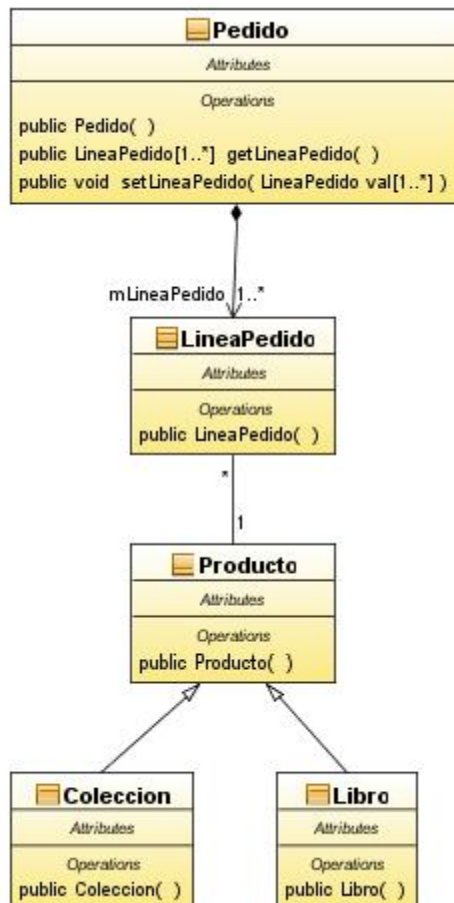 Pedido
Attributes
Operations
public Pedido( )
public LineaPedido[1..*] getLineaPedido( )
public void setLineaPedido( LineaPedido val[1..*] )
mLineaPedido 1..*
LineaPedido
Attributes
Operations
public LineaPedido( )
*
1
Producto
Attributes
Operations
public Producto( )
Coleccion
Attributes
Operations
public Coleccion( )
Libro
Attributes
Operations
public Libro( )